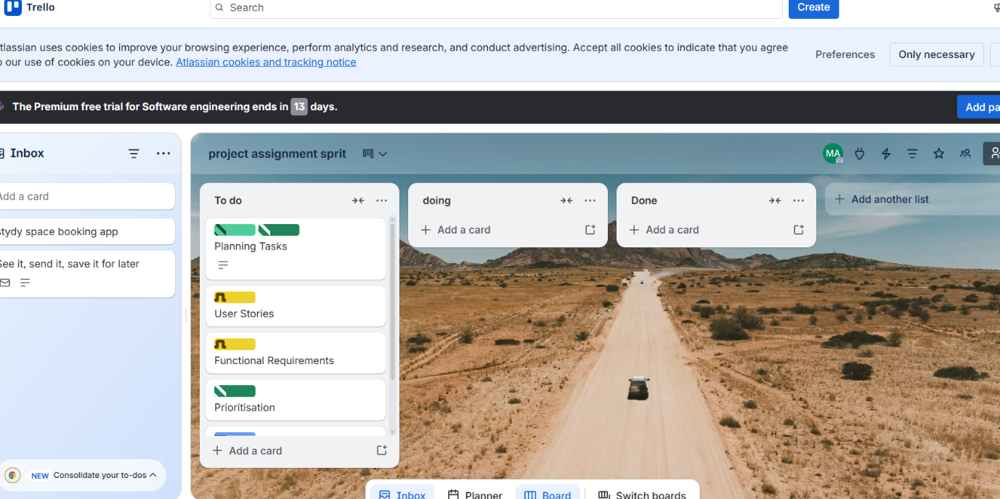 Trello
Search
Create
tlassian uses cookies to improve your browsing experience, perform analytics and research, and conduct advertising. Accept all cookies to indicate that you agree
o our use of cookies on your device. Atlassian cookies and tracking notice
Preferences
Only necessary
The Premium free trial for Software engineering ends in 13 days.
Add pa
Inbox
Add a card
stydy space booking app
See it, send it, save it for later
NEW Consolidate your to-dos
project assignment sprit
MA
To do
Planning Tasks
User Stories
Functional Requirements
Prioritisation
Add a card
doing
Add a card
Done
Add a card
Add another list
Inbox
Planner
Board
Switch boards